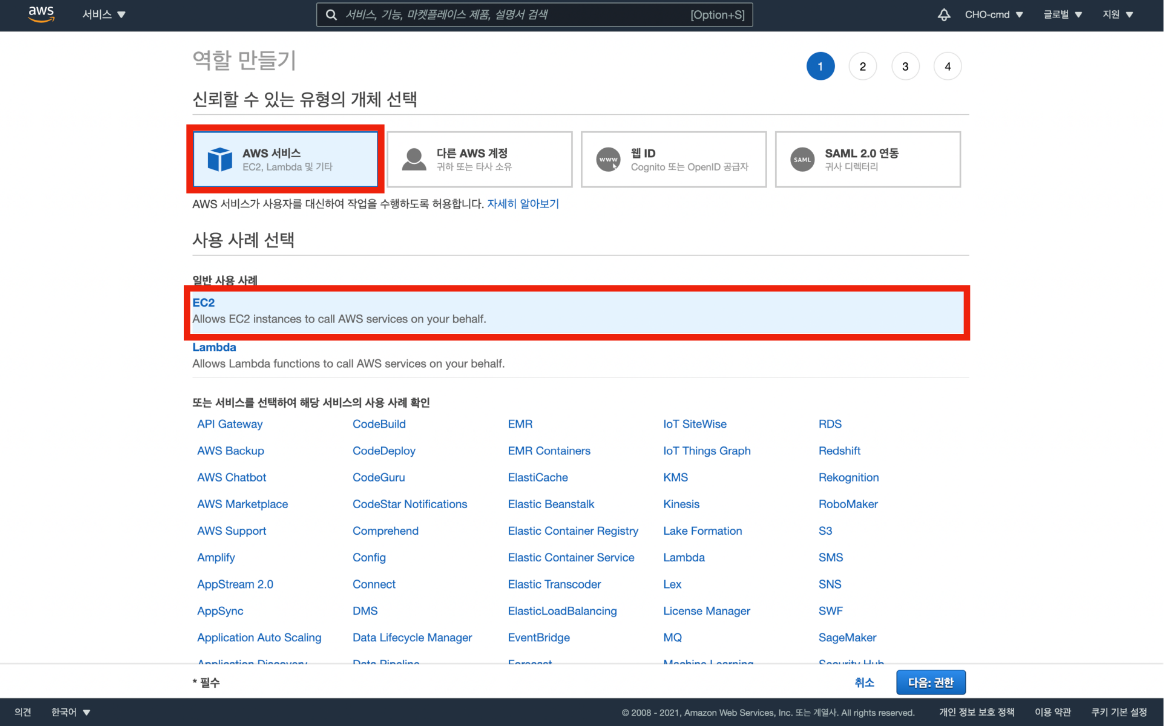 aws 서비스 서비스, 기능, 마켓플레이스 제품, 설명서 검색 [Option+S] CHO-cmd 글로벌 지원
역할 만들기 1 2 3 4
신뢰할 수 있는 유형의 개체 선택
AWS 서비스
EC2, Lambda 및 기타
다른 AWS 계정
귀하 또는 타사 소유
www
웹 ID
Cognito 또는 OpenID 공급자
SAML
SAML 2.0 연동
귀사 디렉터리
AWS 서비스가 사용자를 대신하여 작업을 수행하도록 허용합니다. 자세히 알아보기
사용 사례 선택
일반 사용 사례
EC2
Allows EC2 instances to call AWS services on your behalf.
Lambda
Allows Lambda functions to call AWS services on your behalf.
또는 서비스를 선택하여 해당 서비스의 사용 사례 확인
API Gateway CodeBuild EMR IoT SiteWise RDS
AWS Backup CodeDeploy EMR Containers IoT Things Graph Redshift
AWS Chatbot CodeGuru ElastiCache KMS Rekognition
AWS Marketplace CodeStar Notifications Elastic Beanstalk Kinesis RoboMaker
AWS Support Comprehend Elastic Container Registry Lake Formation S3
Amplify Config Elastic Container Service Lambda SMS
AppStream 2.0 Connect Elastic Transcoder Lex SNS
AppSync DMS ElasticLoadBalancing License Manager SWF
Application Auto Scaling Data Lifecycle Manager EventBridge MQ SageMaker
Application Discovery Data Pipeline Forecast Machine Learning Security Hub
* 필수 취소 다음: 권한
의견 한국어 © 2008 - 2021, Amazon Web Services, Inc. 또는 계열사. All rights reserved. 개인 정보 보호 정책 이용 약관 쿠키 기본 설정